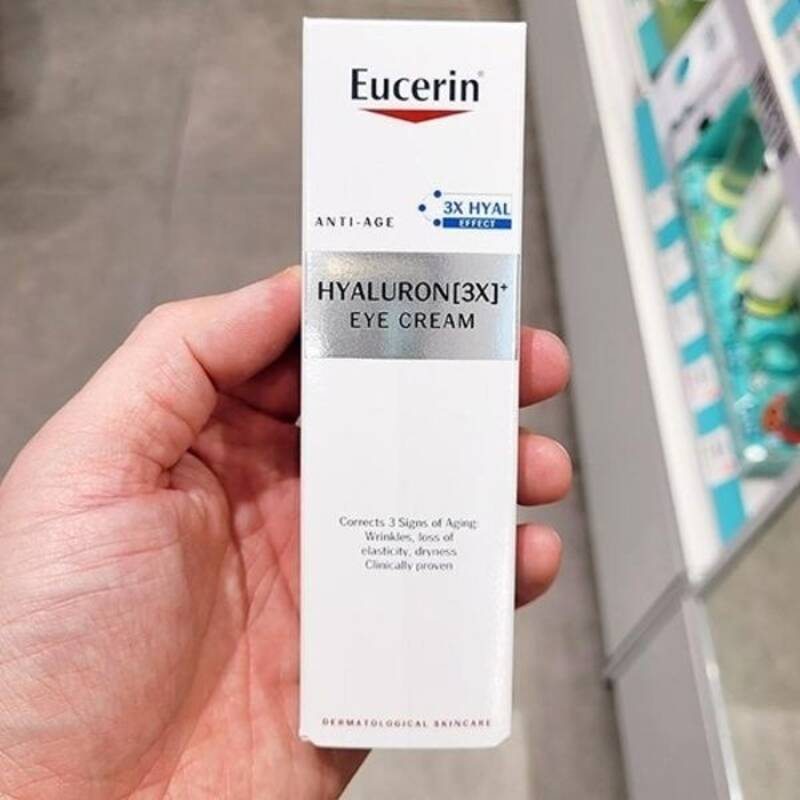 Eucerin®
ANTI-AGE
3X HYAL
EFFECT
HYALURON[3X]+
EYE CREAM
Corrects 3 Signs of Aging:
Wrinkles, loss of
elasticity, dryness
Clinically proven
DERMATOLOGICAL SKINCARE